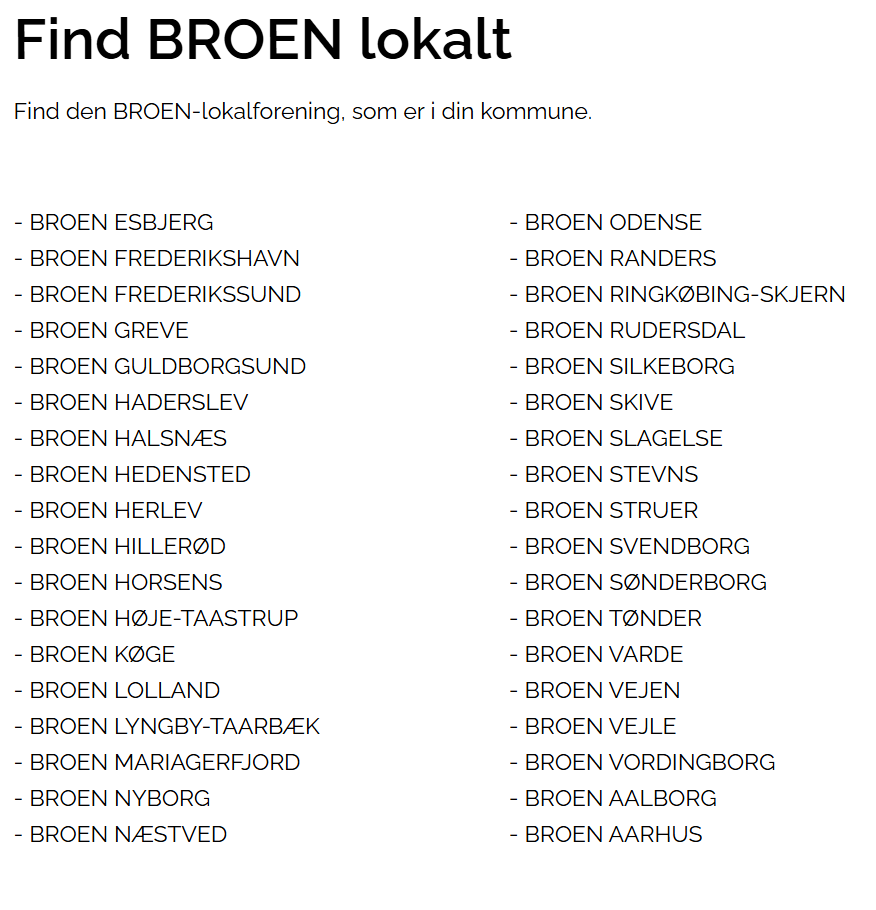 Find BROEN lokalt
Find den BROEN-lokalforening, som er i din kommune.
- BROEN ESBJERG
- BROEN FREDERIKSHAVN
- BROEN FREDERIKSSUND
- BROEN GREVE
- BROEN GULDBORGSUND
- BROEN HADERSLEV
- BROEN HALSNÆS
- BROEN HEDENSTED
- BROEN HERLEV
- BROEN HILLERØD
- BROEN HORSENS
- BROEN HØJE-TAASTRUP
- BROEN KØGE
- BROEN LOLLAND
- BROEN LYNGBY-TAARBÆK
- BROEN MARIAGERFJORD
- BROEN NYBORG
- BROEN NÆSTVED
- BROEN ODENSE
- BROEN RANDERS
- BROEN RINGKØBING-SKJERN
- BROEN RUDERSDAL
- BROEN SILKEBORG
- BROEN SKIVE
- BROEN SLAGELSE
- BROEN STEVNS
- BROEN STRUER
- BROEN SVENDBORG
- BROEN SØNDERBORG
- BROEN TØNDER
- BROEN VARDE
- BROEN VEJEN
- BROEN VEJLE
- BROEN VORDINGBORG
- BROEN AALBORG
- BROEN AARHUS